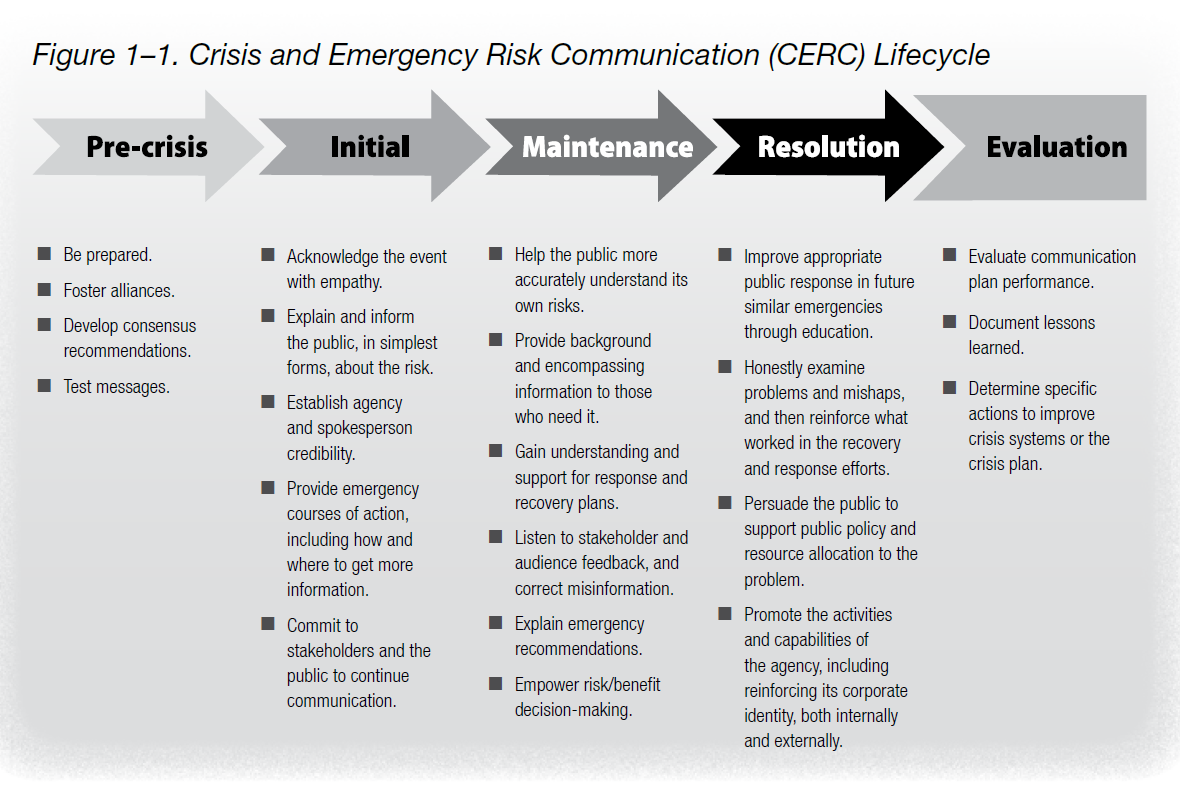 Figure 1–1. Crisis and Emergency Risk Communication (CERC) Lifecycle
Pre-crisis
Initial
Maintenance
Resolution
Evaluation
■ Be prepared.
■ Foster alliances.
■ Develop consensus
recommendations.
■ Test messages.
■ Acknowledge the event
with empathy.
■ Explain and inform
the public, in simplest
forms, about the risk.
■ Establish agency
and spokesperson
credibility.
■ Provide emergency
courses of action,
including how and
where to get more
information.
■ Commit to
stakeholders and the
public to continue
communication.
■ Help the public more
accurately understand its
own risks.
■ Provide background
and encompassing
information to those
who need it.
■ Gain understanding and
support for response and
recovery plans.
■ Listen to stakeholder and
audience feedback, and
correct misinformation.
■ Explain emergency
recommendations.
■ Empower risk/benefit
decision-making.
■ Improve appropriate
public response in future
similar emergencies
through education.
■ Honestly examine
problems and mishaps,
and then reinforce what
worked in the recovery
and response efforts.
■ Persuade the public to
support public policy and
resource allocation to the
problem.
■ Promote the activities
and capabilities of
the agency, including
reinforcing its corporate
identity, both internally
and externally.
■ Evaluate communication
plan performance.
■ Document lessons
learned.
■ Determine specific
actions to improve
crisis systems or the
crisis plan.